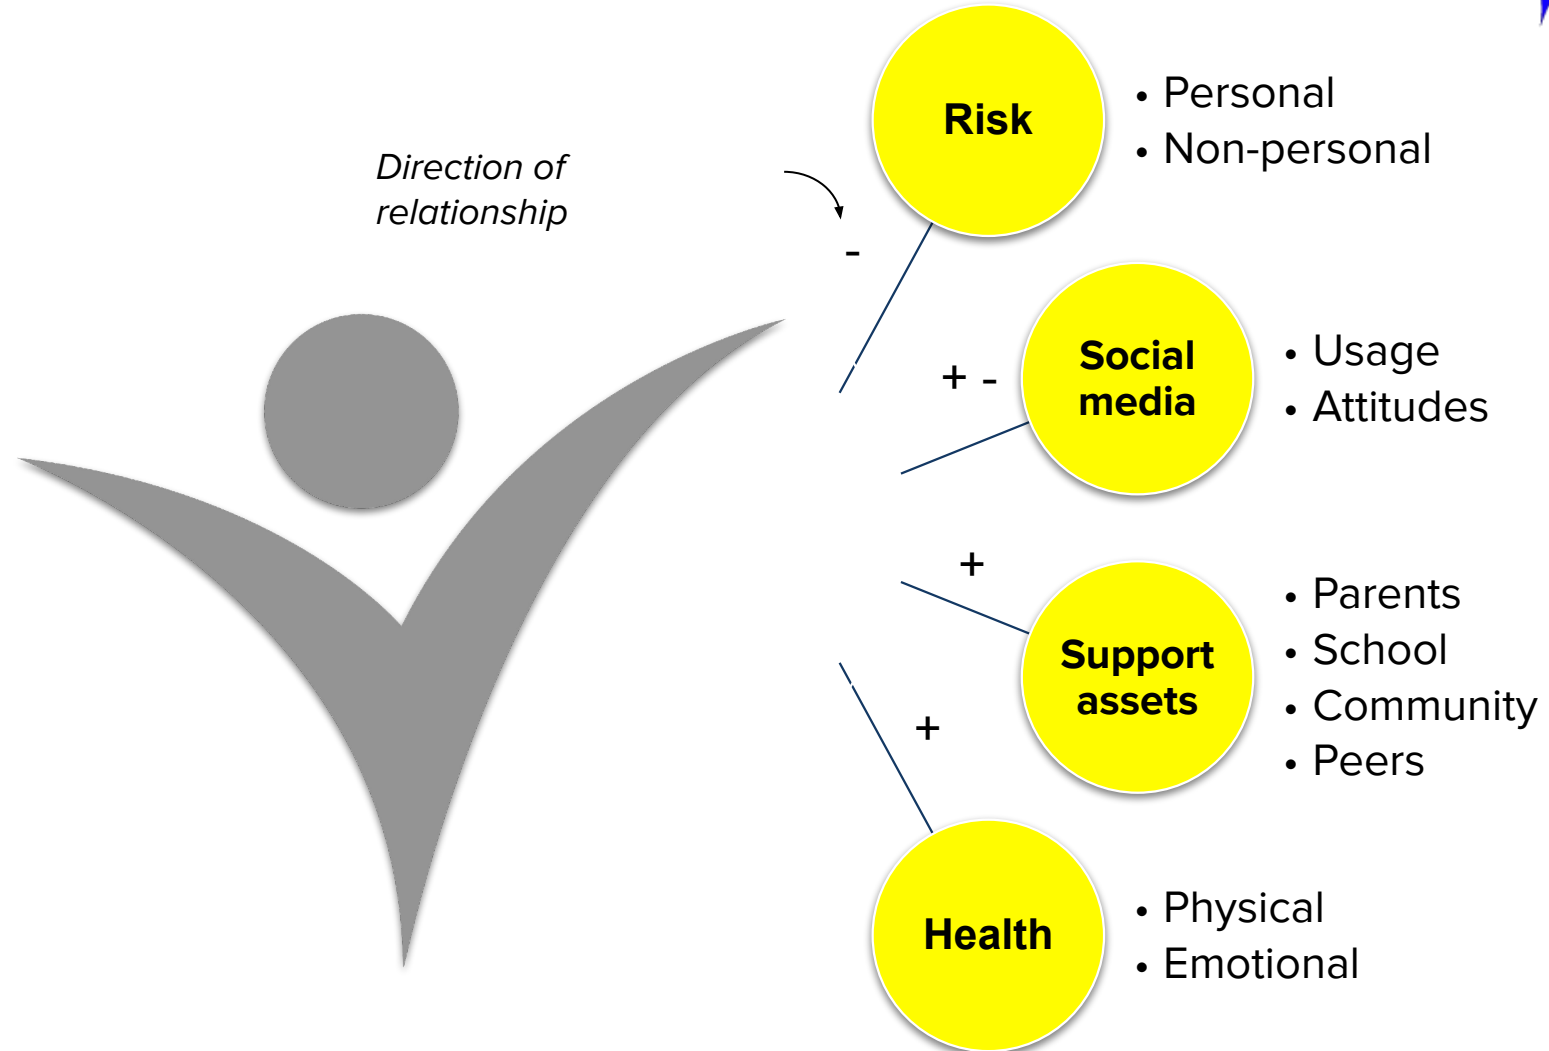 Risk
• Personal
• Non-personal
Direction of
relationship
-
Social
media
+ -
• Usage
• Attitudes
+
Support
assets
• Parents
• School
• Community
• Peers
+
Health
• Physical
• Emotional